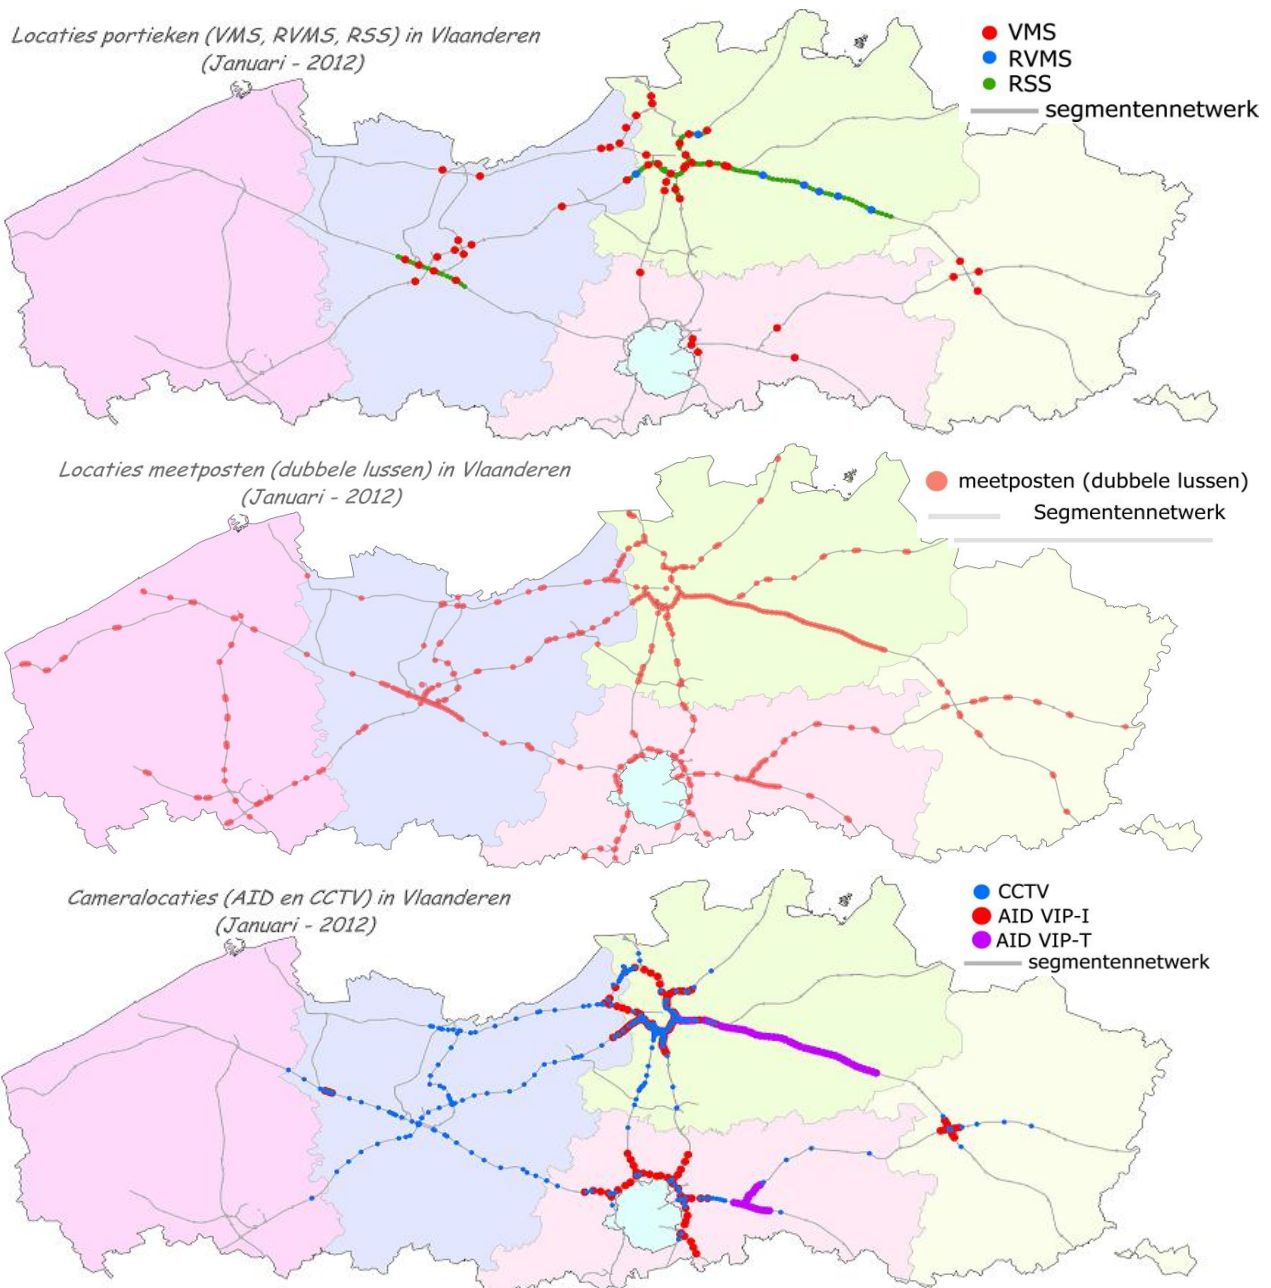 Locaties portieken (VMS, RVMS, RSS) in Vlaanderen
(Januari - 2012)
VMS
RVMS
RSS
segmentennetwerk
Locaties meetposten (dubbele lussen) in Vlaanderen
(Januari - 2012)
meetposten (dubbele lussen)
Segmentennetwerk
Cameralocaties (AID en CCTV) in Vlaanderen
(Januari - 2012)
CCTV
AID VIP-I
AID VIP-T
segmentennetwerk